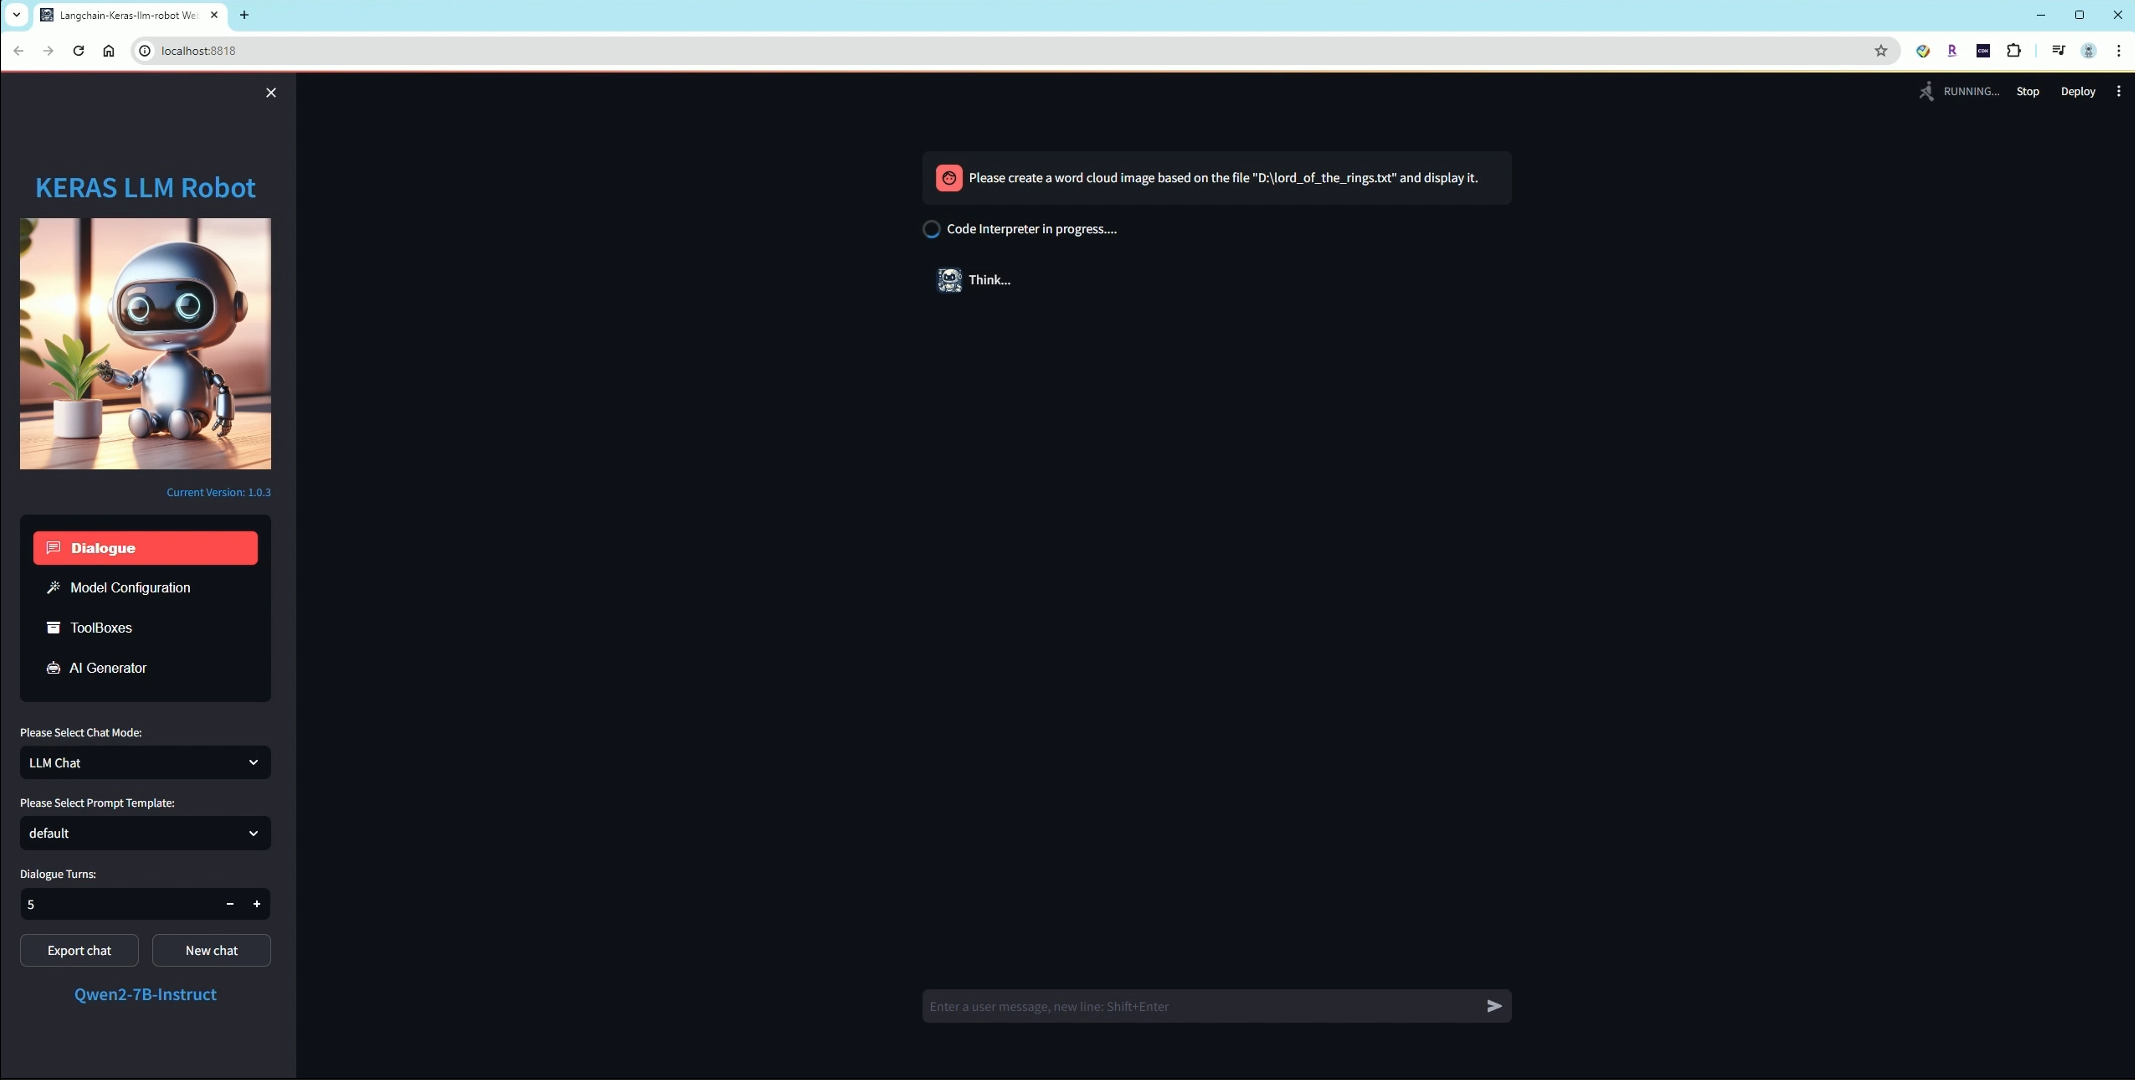 Langchain-Keras-llm-robot We
localhost:8818
RUNNING...
Stop
Deploy
KERAS LLM Robot
Current Version: 1.0.3
Dialogue
Model Configuration
ToolBoxes
AI Generator
Please Select Chat Mode:
LLM Chat
Please Select Prompt Template:
default
Dialogue Turns:
5
Export chat
New chat
Qwen2-7B-Instruct
Please create a word cloud image based on the file "D:\lord_of_the_rings.txt" and display it.
Code Interpreter in progress....
Think...
Enter a user message, new line: Shift+Enter